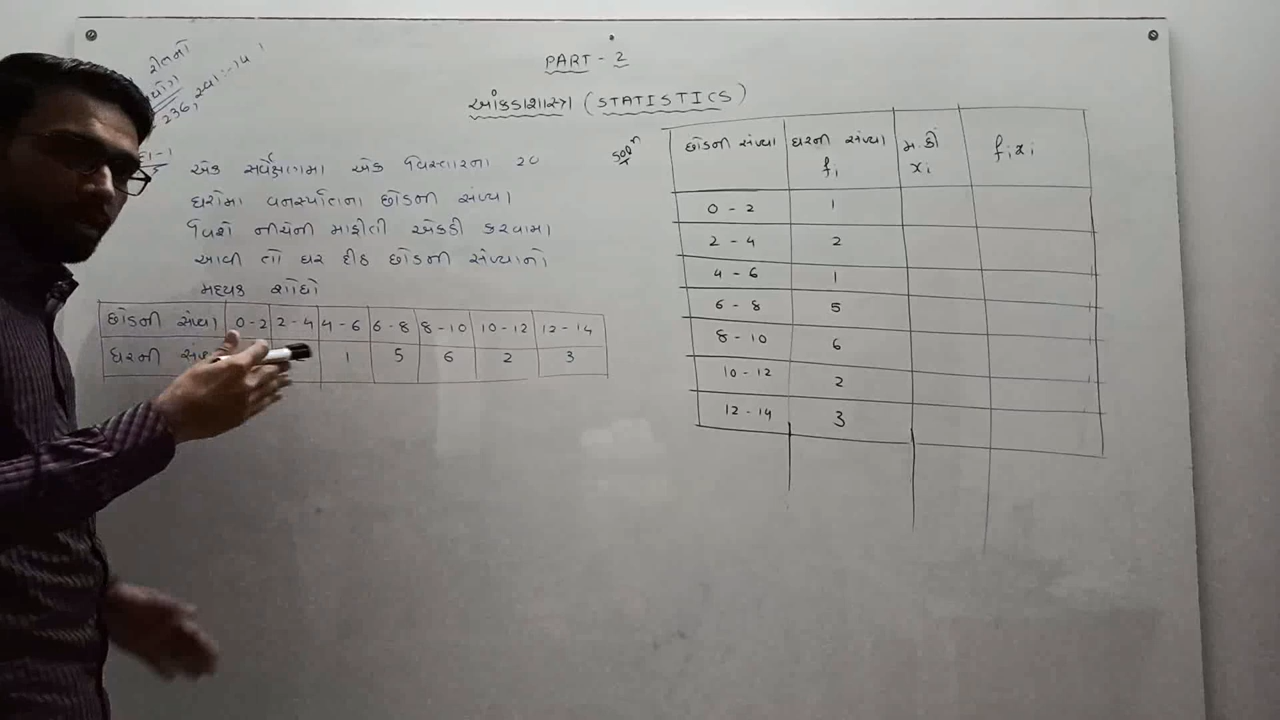 PART - 2
આંકડાશાસ્ત્ર (STATISTICS)
236,
એક સર્વેક્ષણમા એક વિસ્તારના 20
ઘરોમા વનસ્પતિના છોડની સંખ્યા
વિશે નીચેની માહીતી એકઠી કરવામા
આવી તો ઘર દીઠ છોડની સંખ્યાનો
મધ્યક શોધો
છોડની સંખ્યા 0-2 2-4 4-6 6-8 8-10 10-12 12-14
ઘરની 1 5 6 2 3
છોડની સંખ્યા ઘરની સંખ્યા fi મ.કીં xi fixi
0-2 1
2-4 2
4-6 1
6-8 5
8-10 6
10-12 2
12-14 3